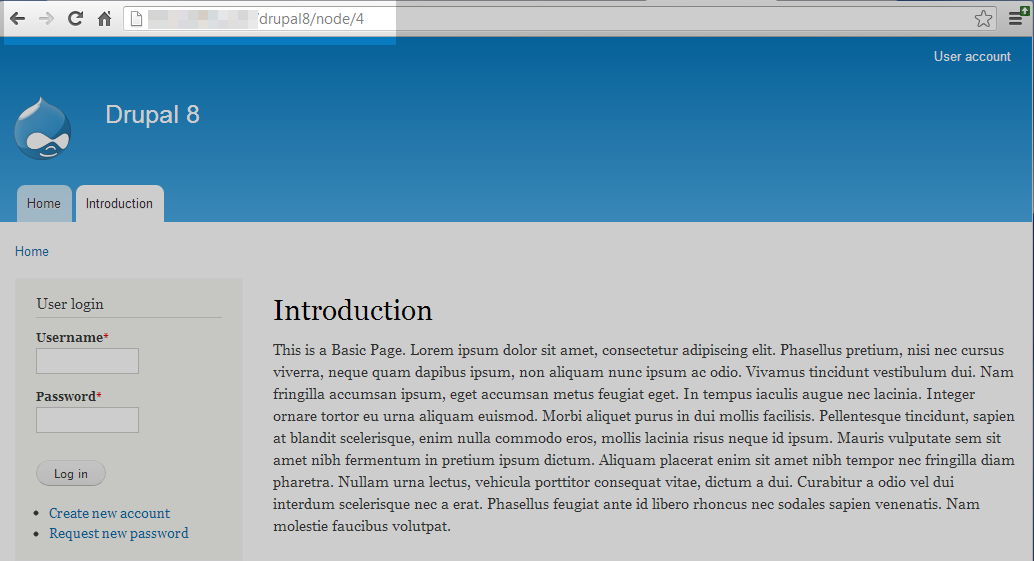 /drupal8/node/4
User account
Drupal 8
Home
Introduction
Home
User login
Username*
Password*
Log in
Create new account
Request new password
Introduction
This is a Basic Page. Lorem ipsum dolor sit amet, consectetur adipiscing elit. Phasellus pretium, nisi nec cursus
viverra, neque quam dapibus ipsum, non aliquam nunc ipsum ac odio. Vivamus tincidunt vestibulum dui. Nam
fringilla accumsan ipsum, eget accumsan metus feugiat eget. In tempus iaculis augue nec lacinia. Integer
ornare tortor eu urna aliquam euismod. Morbi aliquet purus in dui mollis facilisis. Pellentesque tincidunt, sapien
at blandit scelerisque, enim nulla commodo eros, mollis lacinia risus neque id ipsum. Mauris vulputate sem sit
amet nibh fermentum in pretium ipsum dictum. Aliquam placerat enim sit amet nibh tempor nec fringilla diam
pharetra. Nullam urna lectus, vehicula porttitor consequat vitae, dictum a dui. Curabitur a odio vel dui
interdum scelerisque nec a erat. Phasellus feugiat ante id libero rhoncus nec sodales sapien venenatis. Nam
molestie faucibus volutpat.